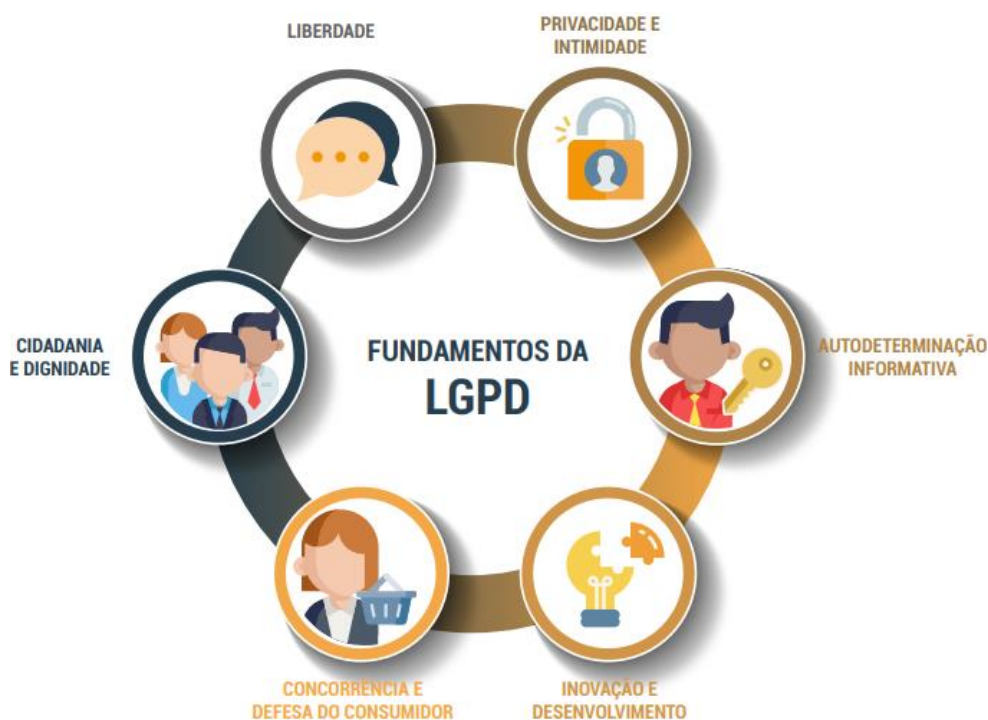 LIBERDADE
PRIVACIDADE E
INTIMIDADE
CIDADANIA
E DIGNIDADE
FUNDAMENTOS DA
LGPD
AUTODETERMINAÇÃO
INFORMATIVA
CONCORRÊNCIA E
DEFESA DO CONSUMIDOR
INOVAÇÃO E
DESENVOLVIMENTO